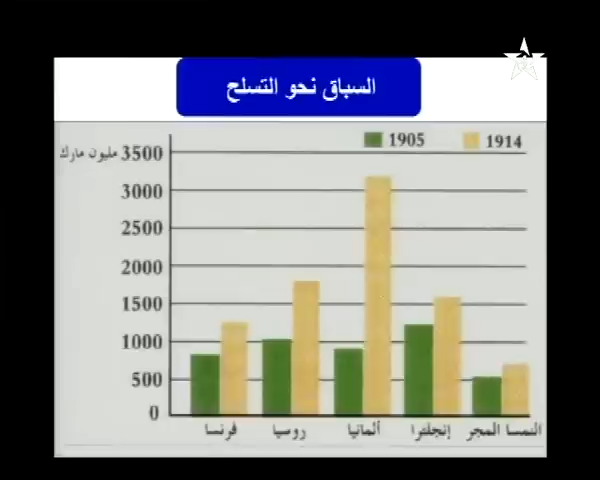 السباق نحو التسلح
1905 1914
3500 مليون مارك
3000
2500
2000
1500
1000
500
0
فرنسا روسيا ألمانيا إنجلترا النمسا المجر